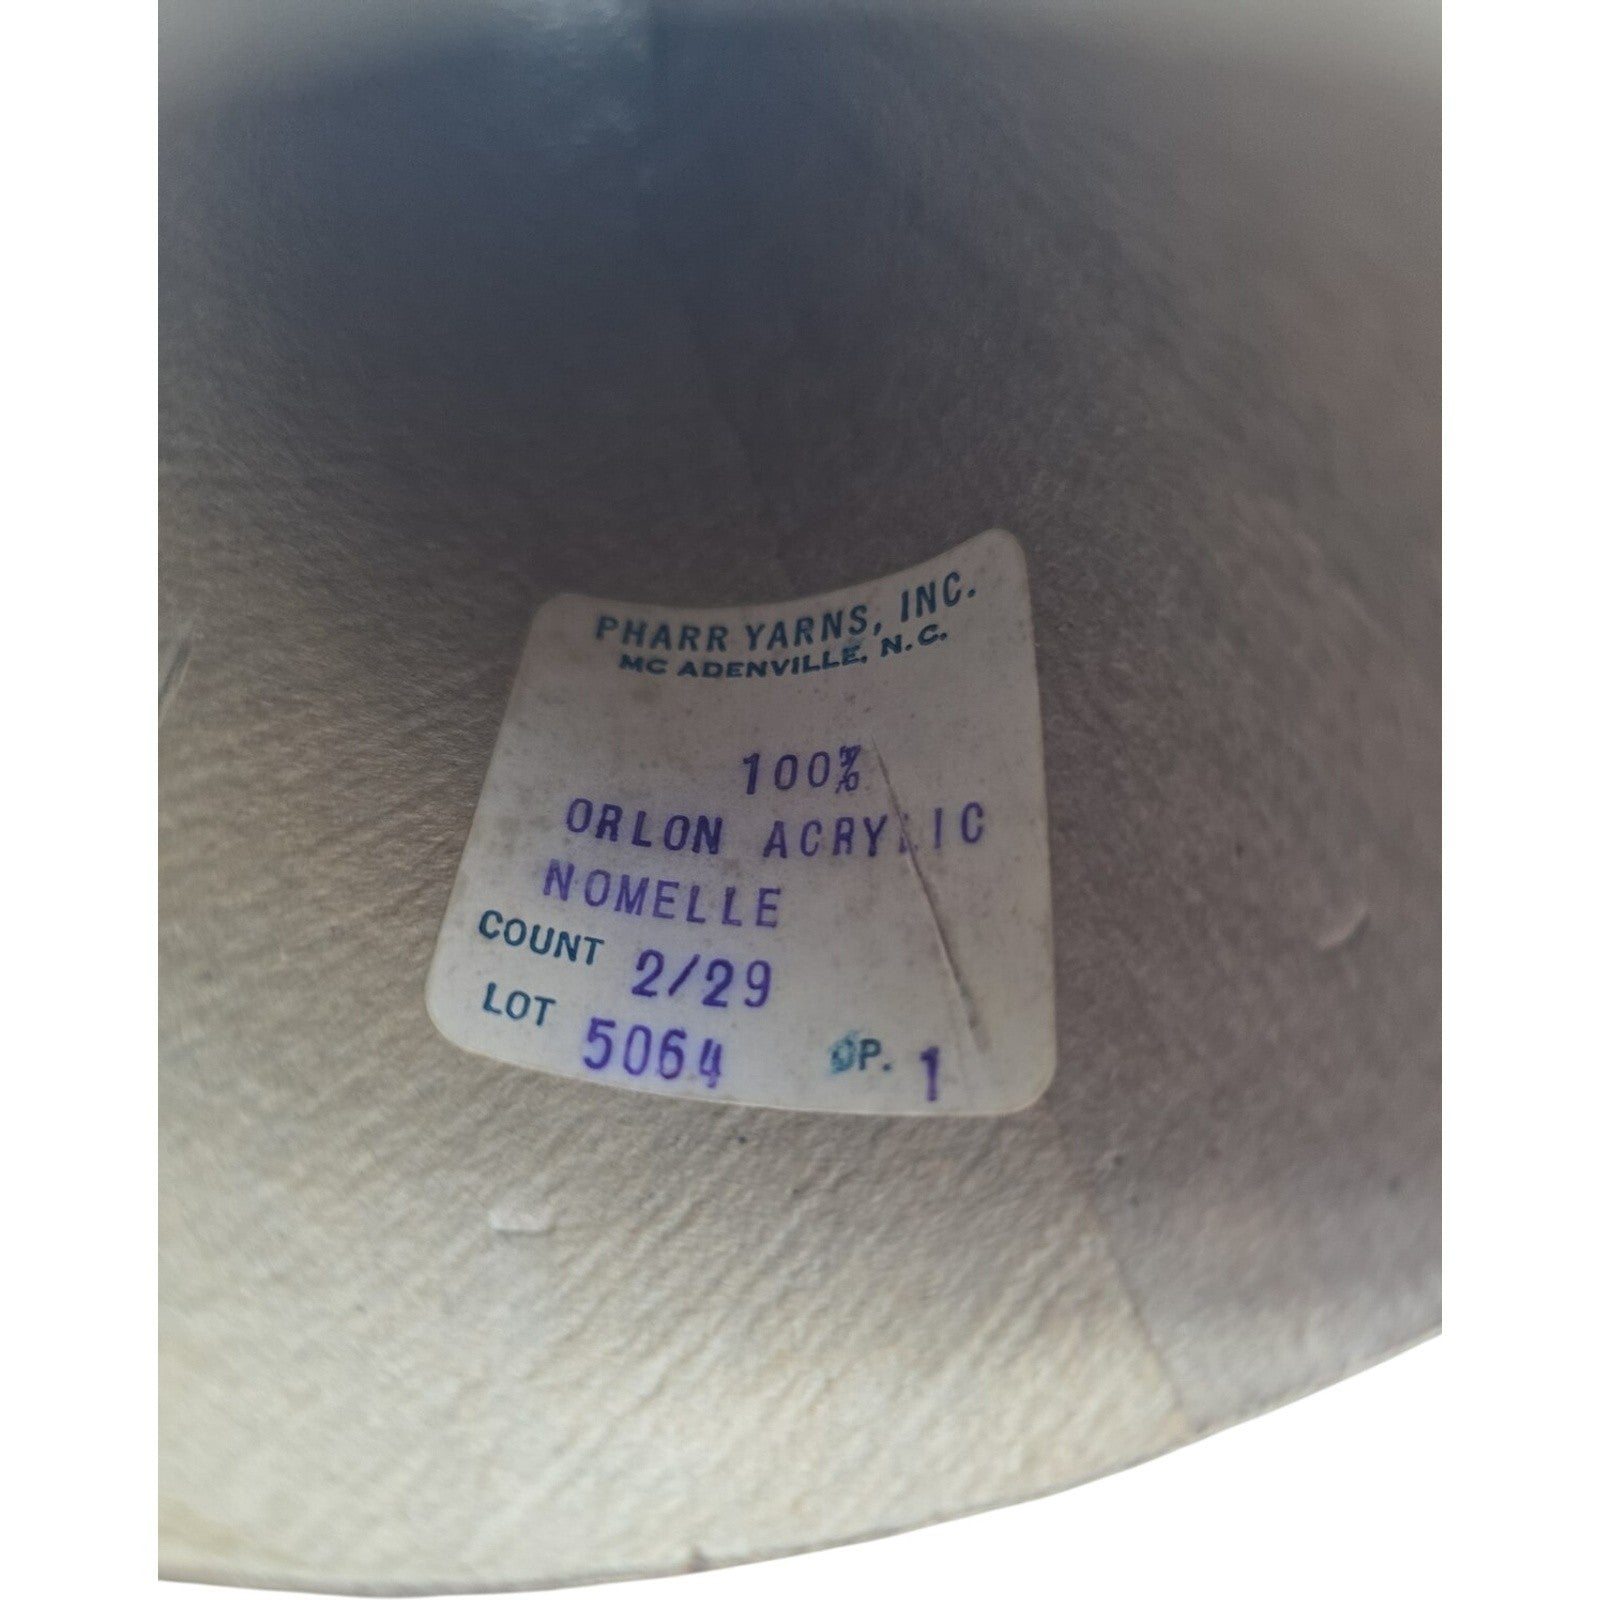 PHARR YARNS, INC.
MC ADENVILLE, N.C.
100%
ORLON ACRYLIC
NOMELLE
COUNT 2/29
LOT 5064 OP. 1